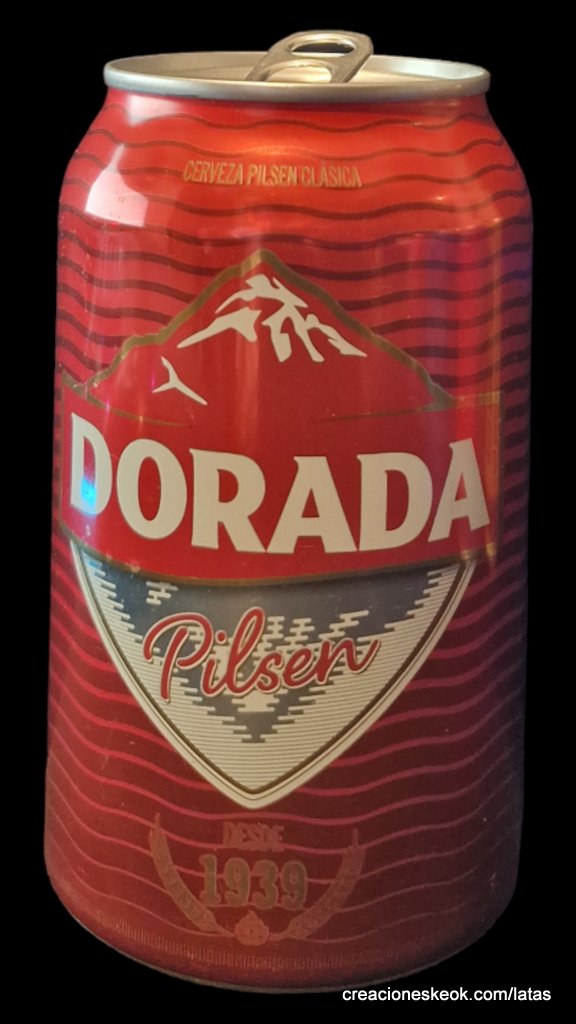 CERVEZA PILSEN CLÁSICA
DORADA
Pilsen
DESDE
1939
creacioneskeok.com/latas